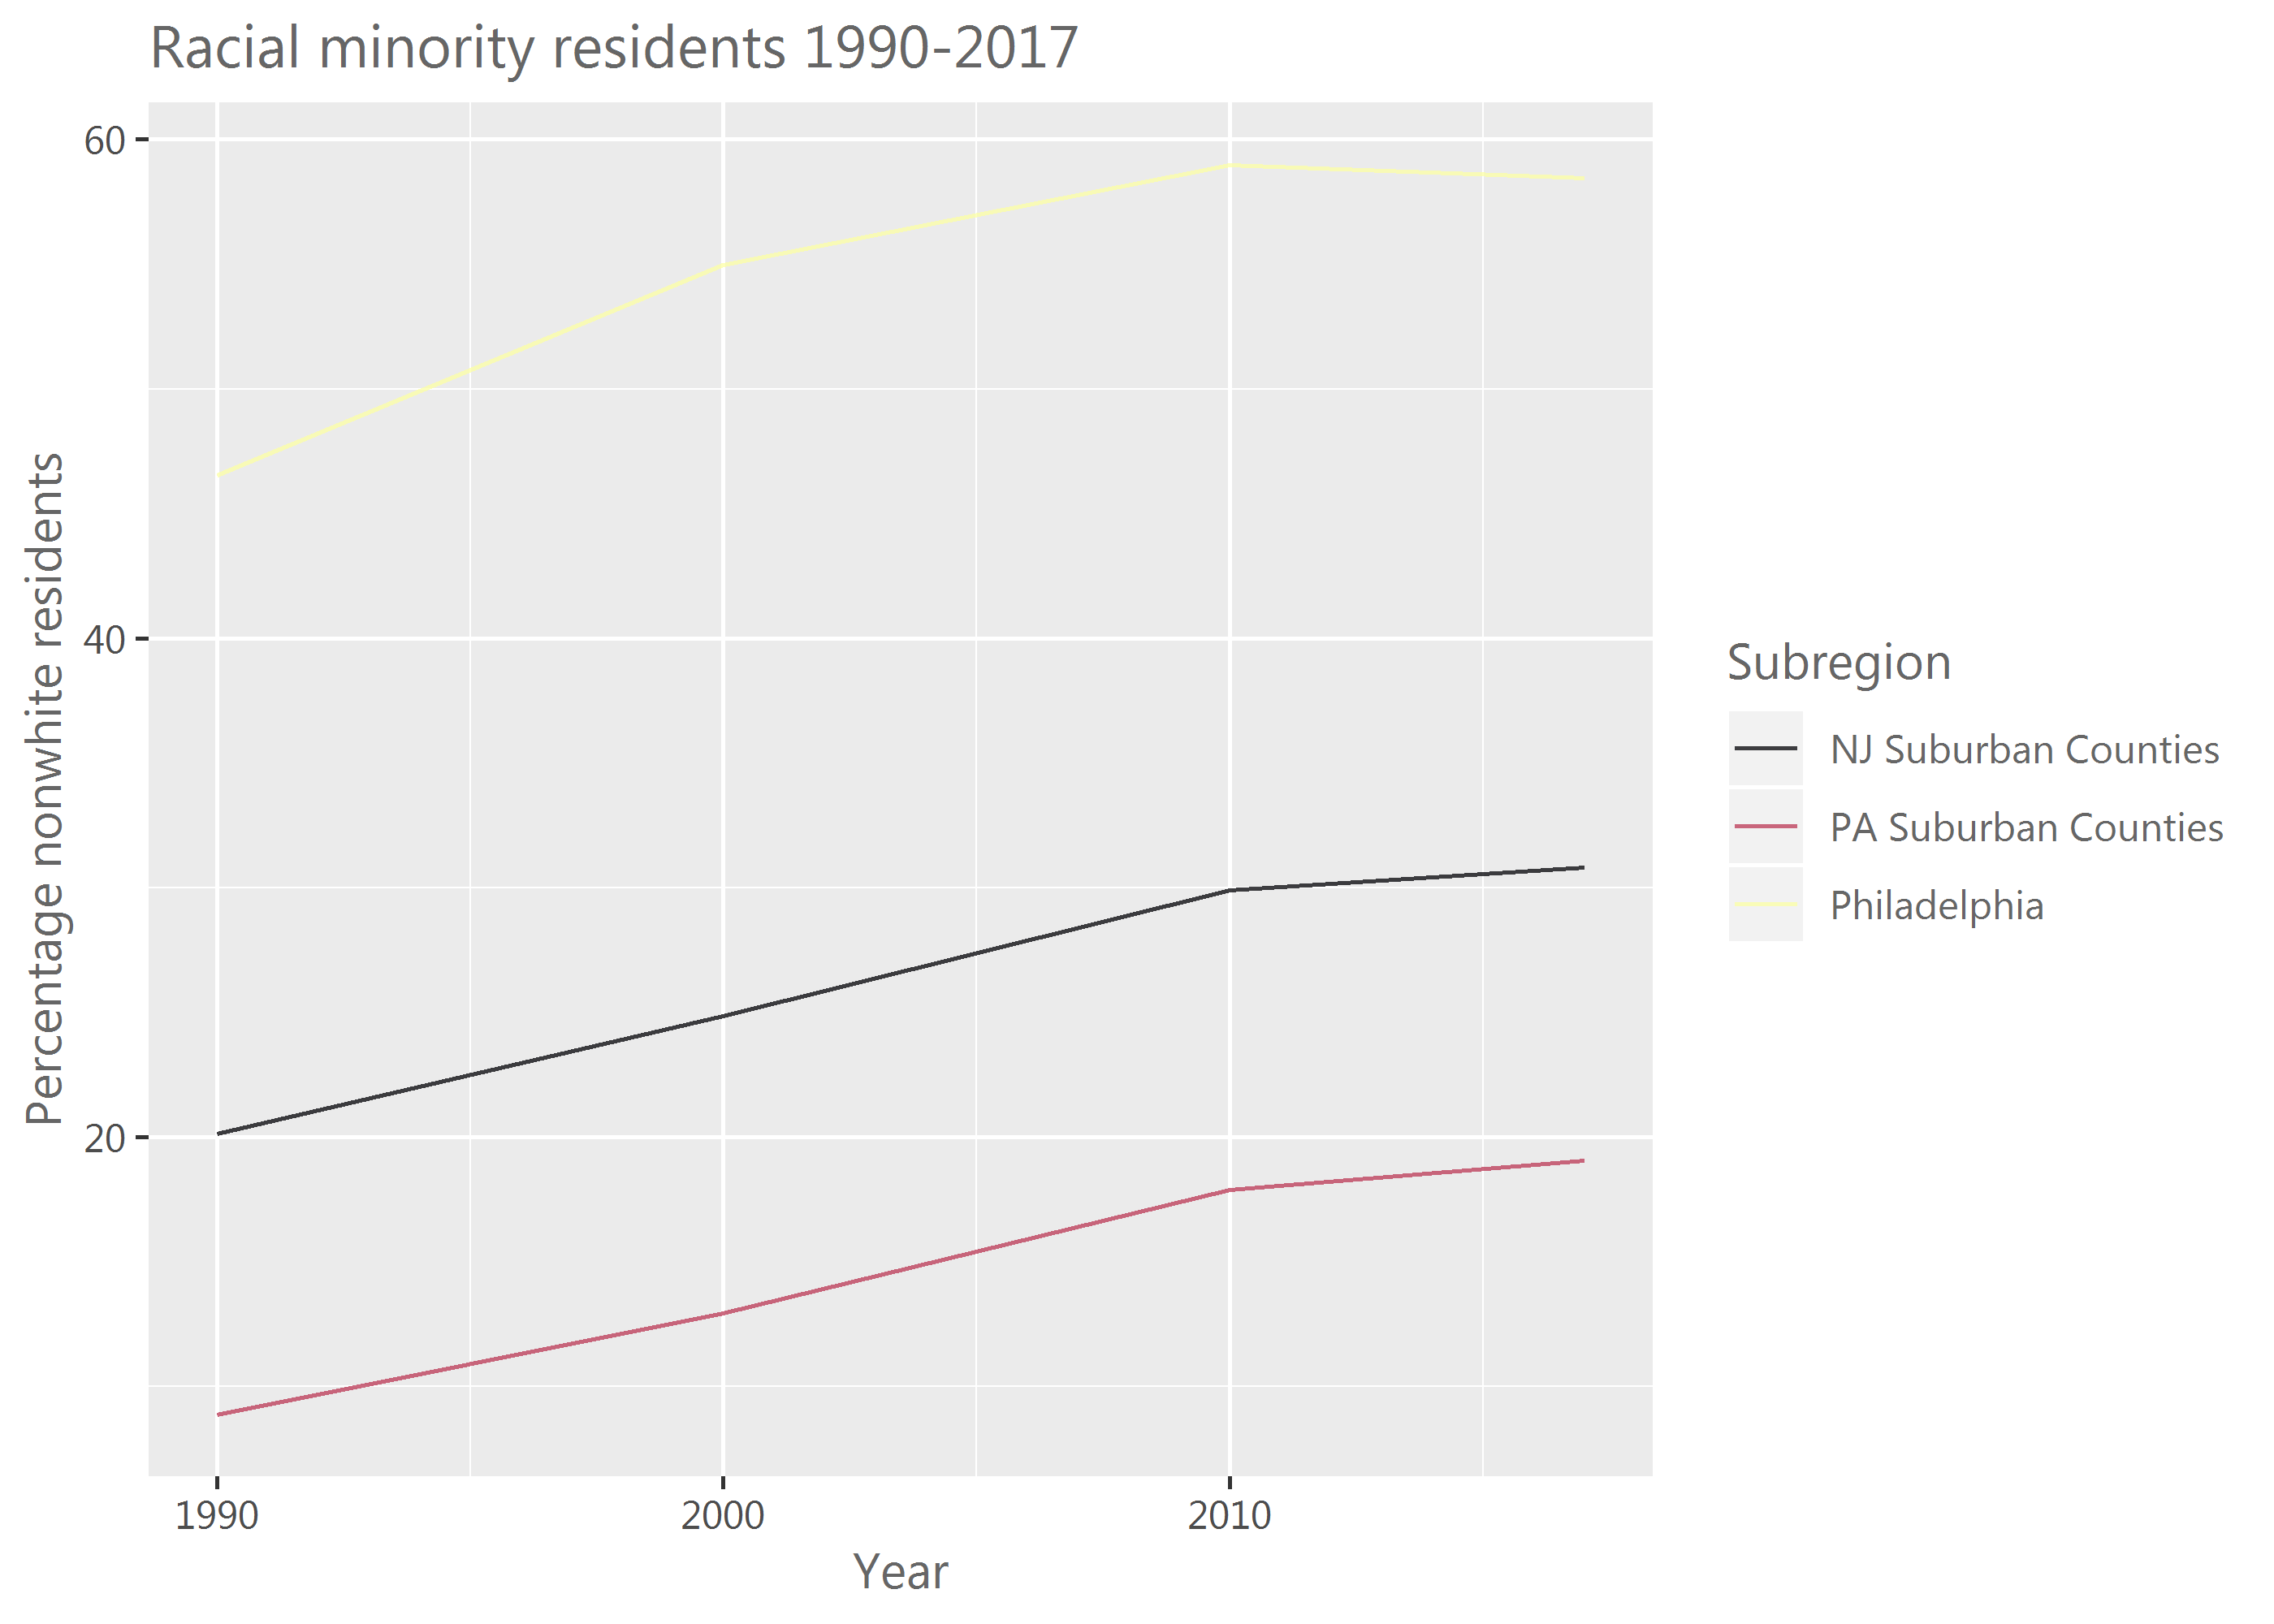 Racial minority residents 1990-2017
Percentage nonwhite residents
60
40
20
1990 2000 2010
Year
Subregion
NJ Suburban Counties
PA Suburban Counties
Philadelphia